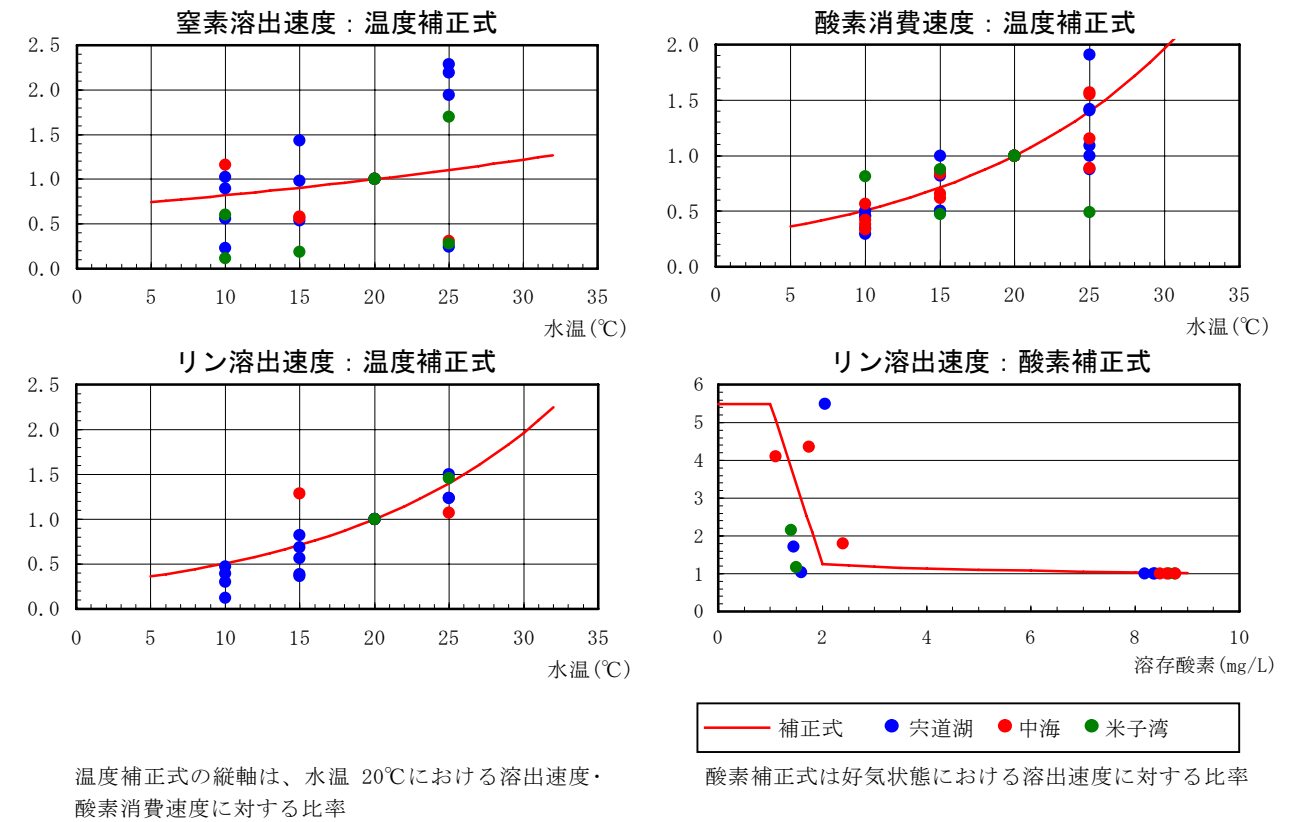 窒素溶出速度：温度補正式
2.5
2.0
1.5
1.0
0.5
0.0
0 5 10 15 20 25 30 35
水温(℃)
酸素消費速度：温度補正式
2.0
1.5
1.0
0.5
0.0
0 5 10 15 20 25 30 35
水温(℃)
リン溶出速度：温度補正式
2.5
2.0
1.5
1.0
0.5
0.0
0 5 10 15 20 25 30 35
水温(℃)
リン溶出速度：酸素補正式
6
5
4
3
2
1
0
0 2 4 6 8 10
溶存酸素(mg/L)
補正式 宍道湖 中海 米子湾
温度補正式の縦軸は、水温 20℃における溶出速度・
酸素消費速度に対する比率
酸素補正式は好気状態における溶出速度に対する比率